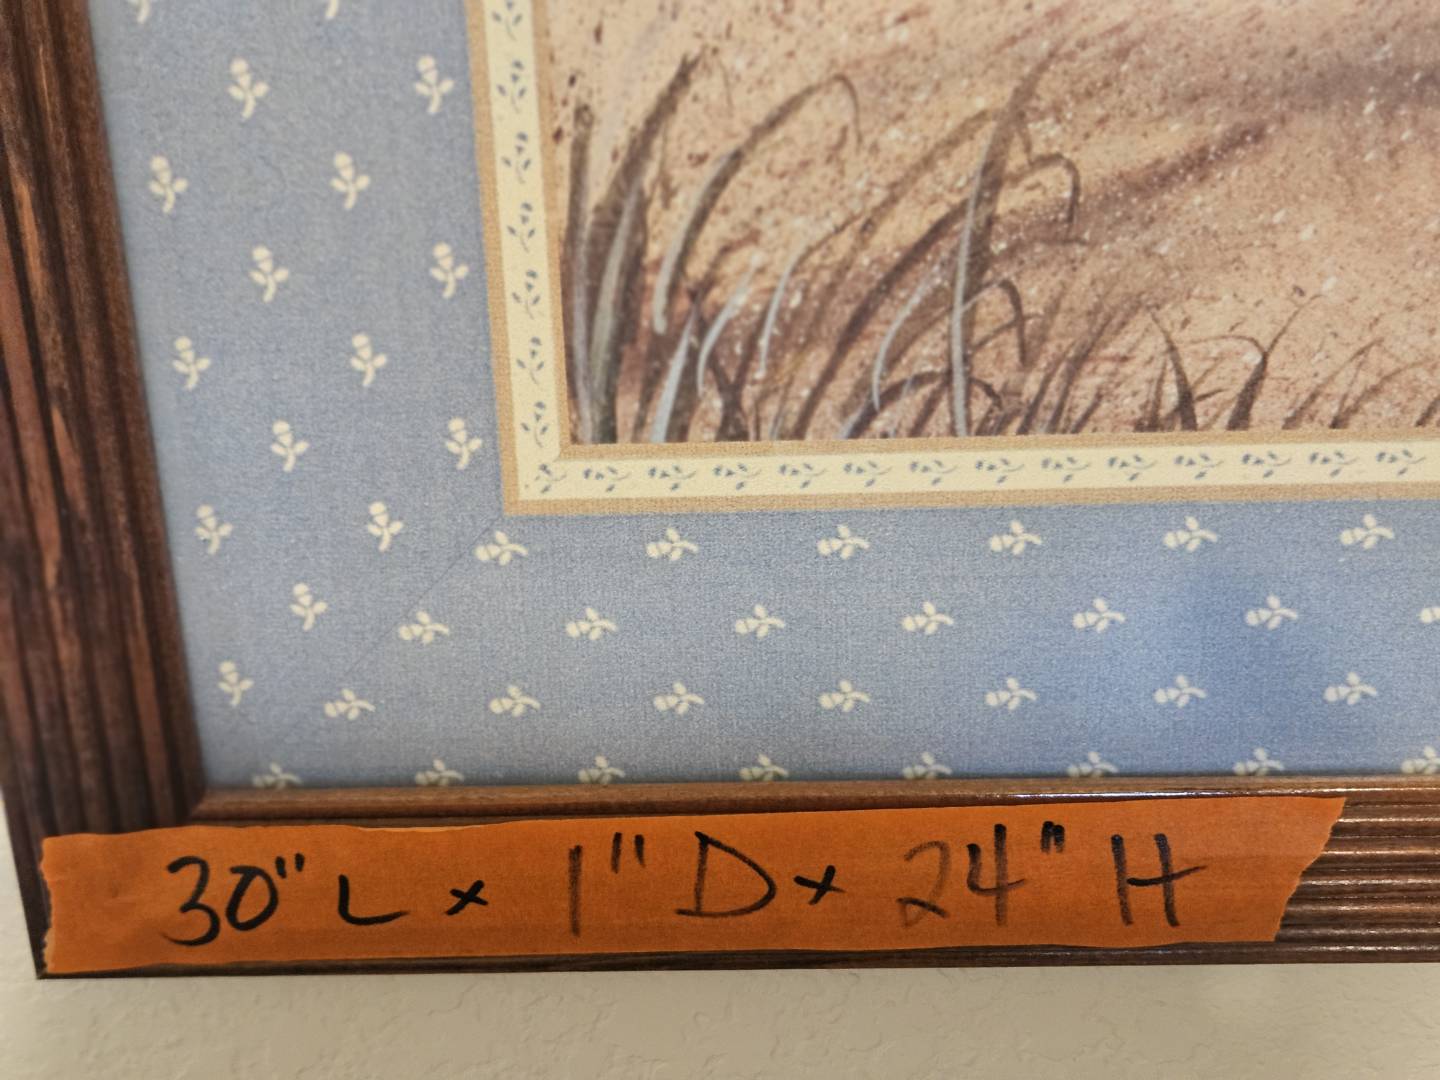 30" L x 1" D x 24" H